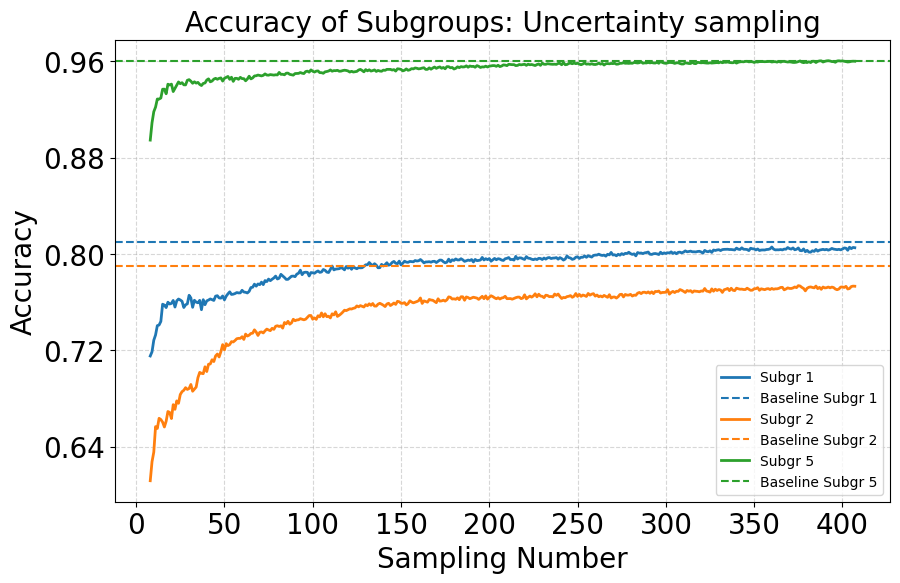 Accuracy of Subgroups: Uncertainty sampling
Accuracy
0.96
0.88
0.80
0.72
0.64
0
50
100
150
200
250
300
350
400
Sampling Number
Subgr 1
Baseline Subgr 1
Subgr 2
Baseline Subgr 2
Subgr 5
Baseline Subgr 5